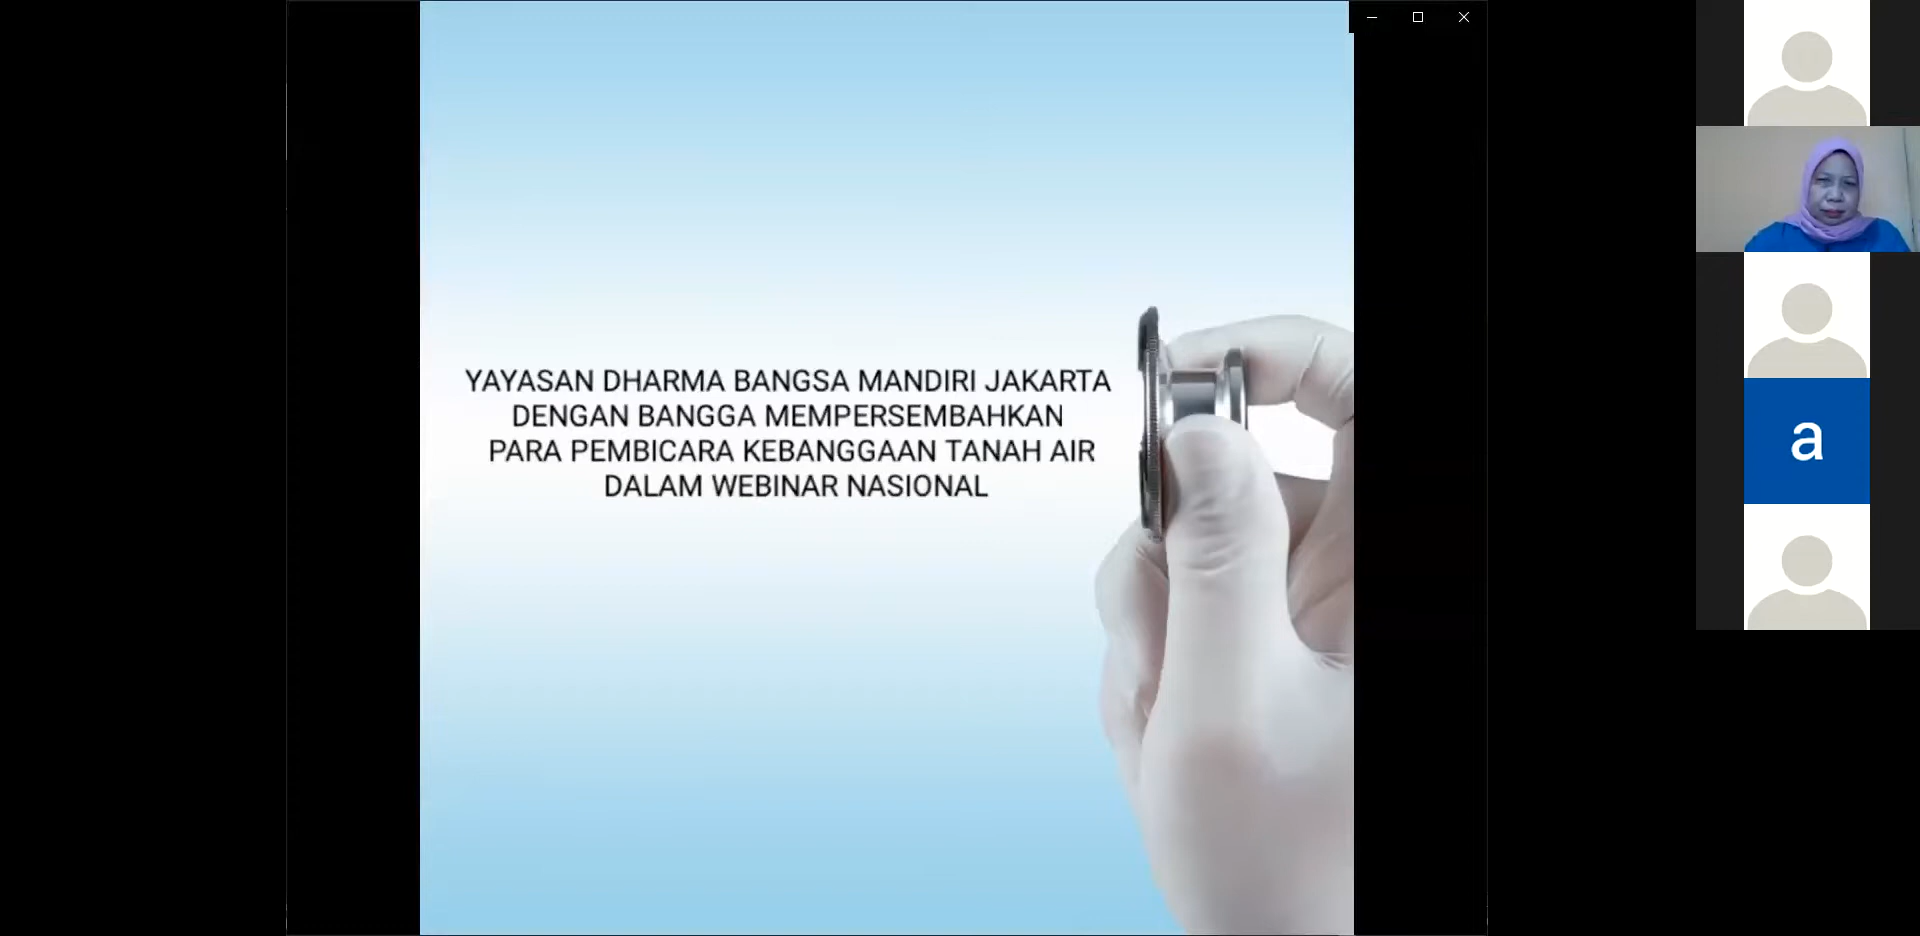 YAYASAN DHARMA BANGSA MANDIRI JAKARTA
DENGAN BANGGA MEMPERSEMBAHKAN
PARA PEMBICARA KEBANGGAAN TANAH AIR
DALAM WEBINAR NASIONAL
a